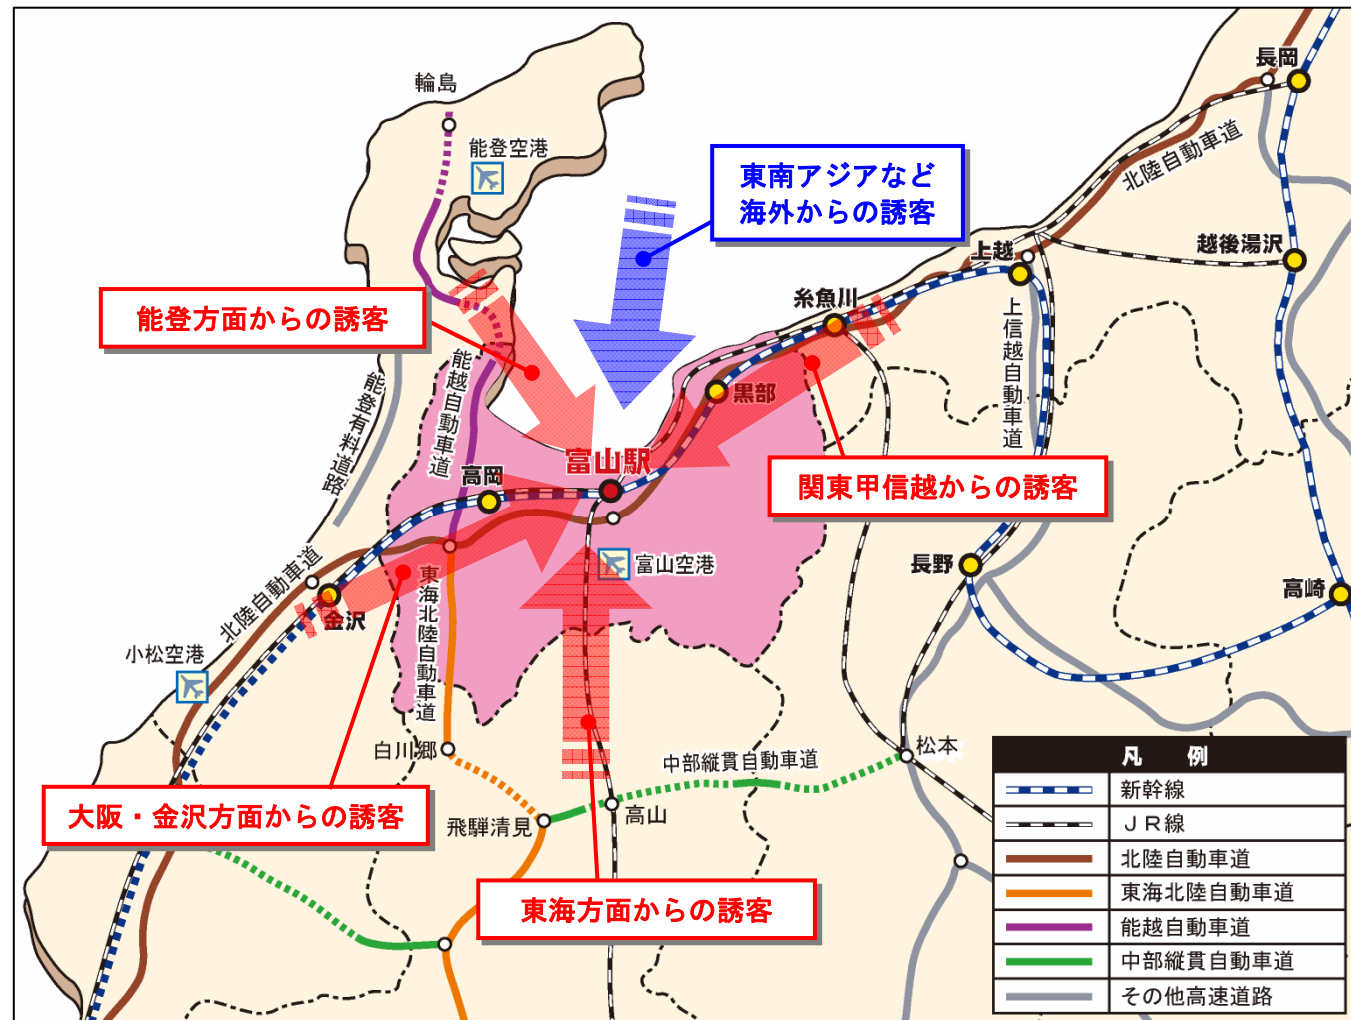 輪島
能登空港
長岡
北陸自動車道
東南アジアなど
海外からの誘客
越後湯沢
上越
糸魚川
能登方面からの誘客
上信越自動車道
能越自動車道
能登有料道路
黒部
富山駅
高岡
関東甲信越からの誘客
富山空港
長野
高崎
北陸自動車道
金沢
東海北陸自動車道
小松空港
白川郷
中部縦貫自動車道
松本
大阪・金沢方面からの誘客
飛騨清見
高山
東海方面からの誘客
凡 例
新幹線
ＪＲ線
北陸自動車道
東海北陸自動車道
能越自動車道
中部縦貫自動車道
その他高速道路